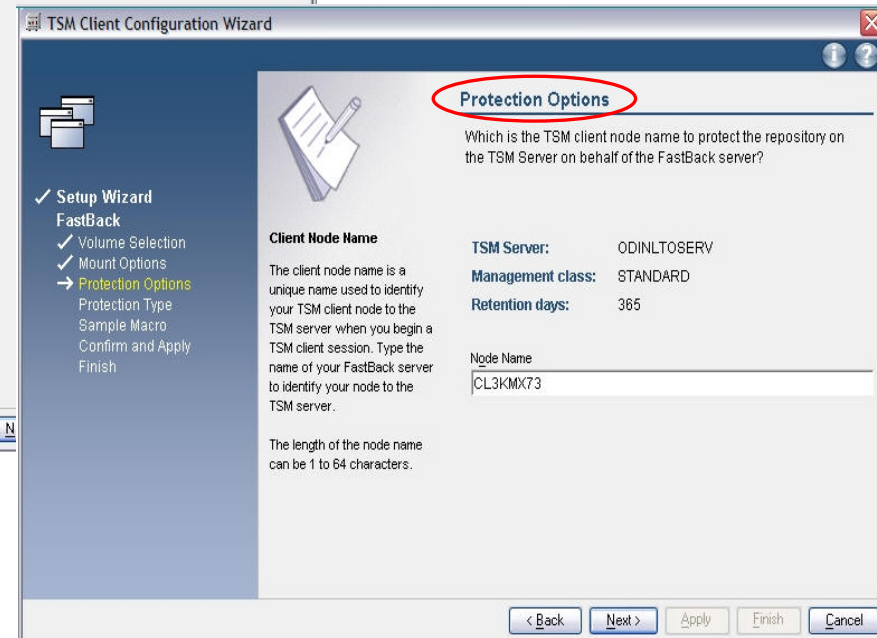 TSM Client Configuration Wizard
✓ Setup Wizard
FastBack
✓ Volume Selection
✓ Mount Options
→ Protection Options
Protection Type
Sample Macro
Confirm and Apply
Finish
Client Node Name
The client node name is a
unique name used to identify
your TSM client node to the
TSM server when you begin a
TSM client session. Type the
name of your FastBack server
to identify your node to the
TSM server.
The length of the node name
can be 1 to 64 characters.
Protection Options
Which is the TSM client node name to protect the repository on
the TSM Server on behalf of the FastBack server?
TSM Server: ODINLTOSERV
Management class: STANDARD
Retention days: 365
Node Name
CL3KMX73
N
< Back Next > Apply Finish Cancel